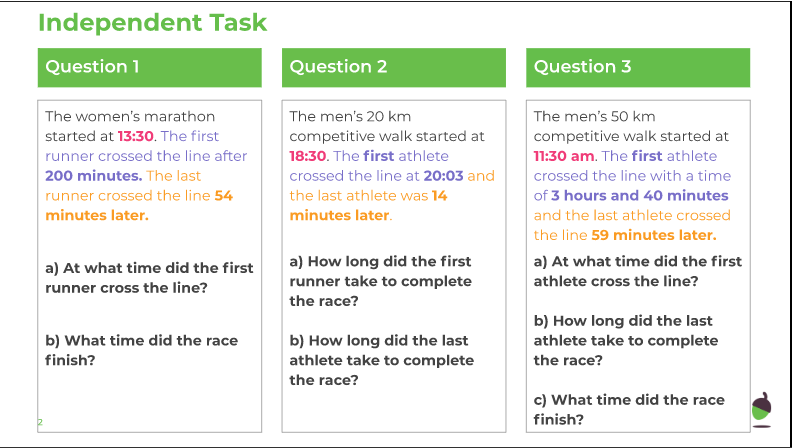 Independent Task
Question 1
The women's marathon
started at 13:30. The first
runner crossed the line after
200 minutes. The last
runner crossed the line 54
minutes later.
a) At what time did the first
runner cross the line?
b) What time did the race
finish?
Question 2
The men's 20 km
competitive walk started at
18:30. The first athlete
crossed the line at 20:03 and
the last athlete was 14
minutes later.
a) How long did the first
runner take to complete
the race?
b) How long did the last
athlete take to complete
the race?
Question 3
The men's 50 km
competitive walk started at
11:30 am. The first athlete
crossed the line with a time
of 3 hours and 40 minutes
and the last athlete crossed
the line 59 minutes later.
a) At what time did the first
athlete cross the line?
b) How long did the last
athlete take to complete
the race?
c) What time did the race
finish?
2